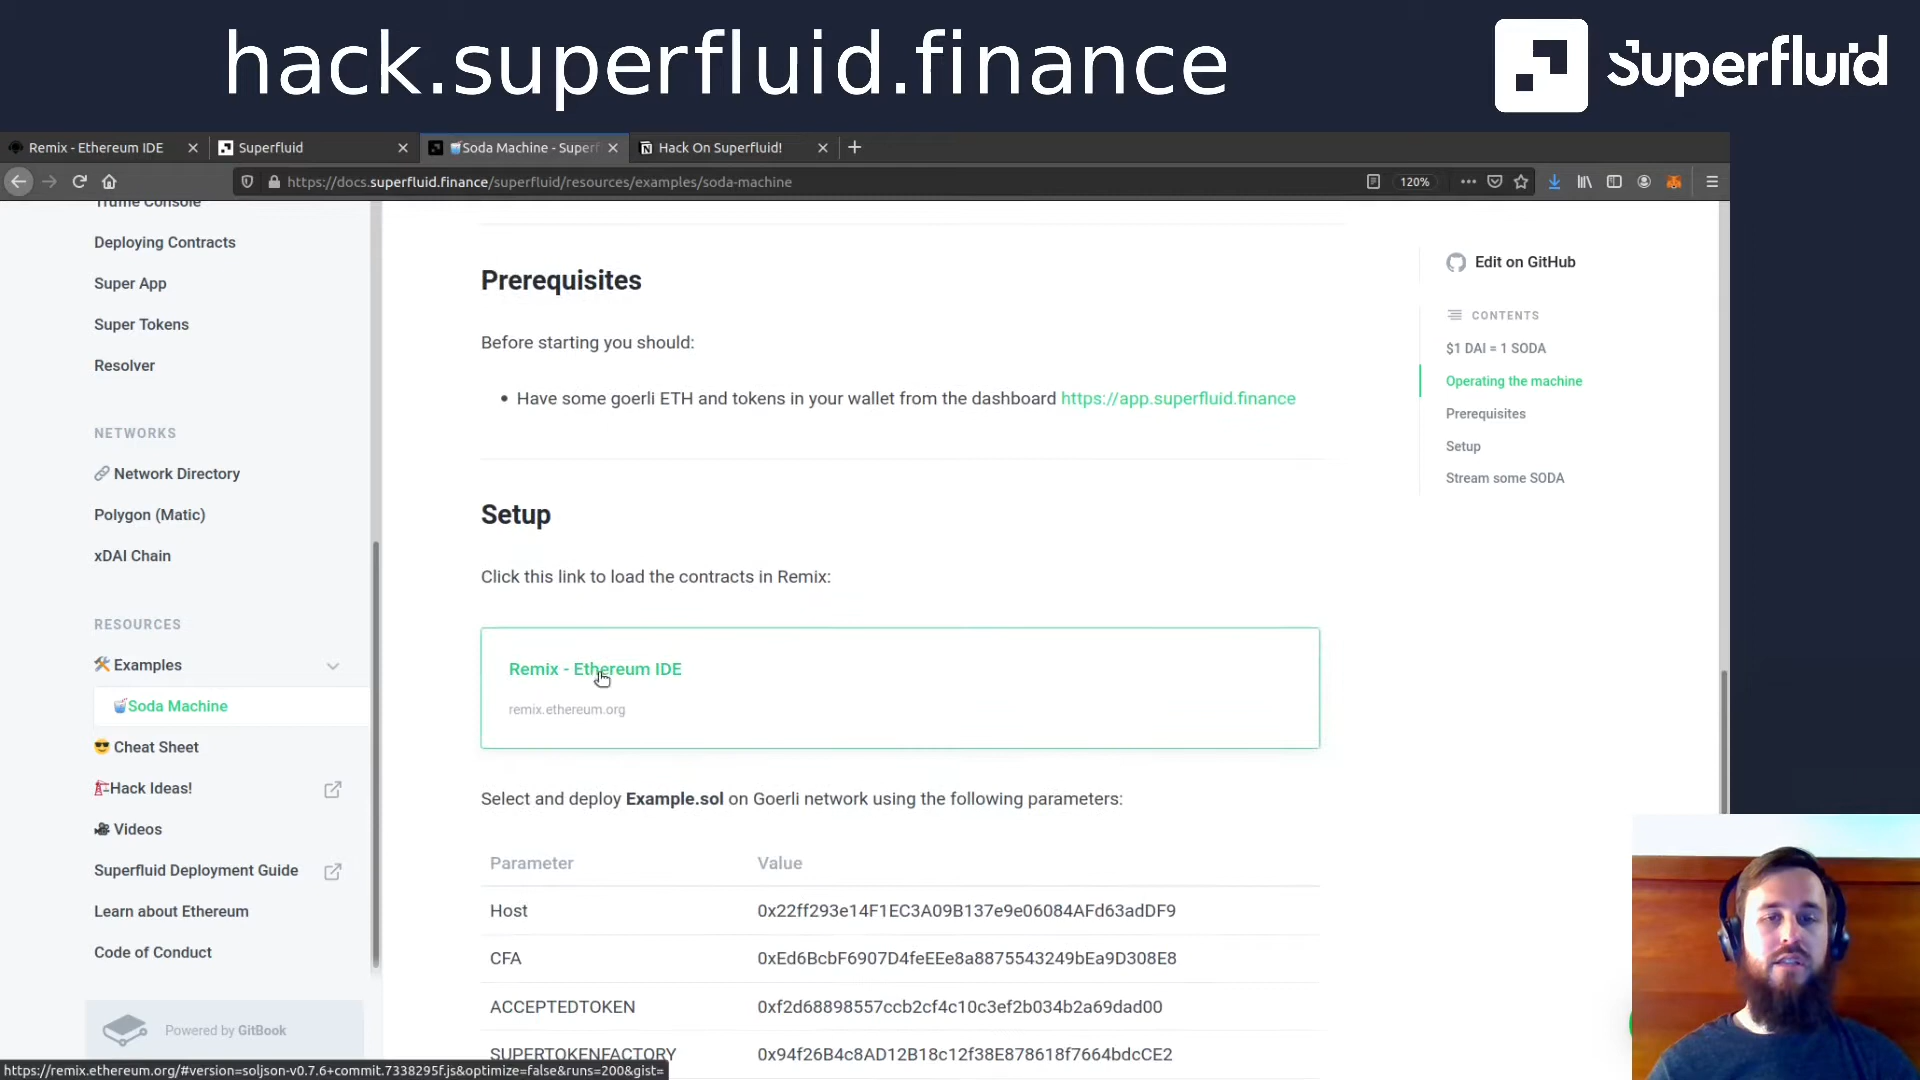 hack.superfluid.finance
Superfluid
Remix - Ethereum IDE
Superfluid
Soda Machine - Superf
Hack On Superfluid!
https://docs.superfluid.finance/superfluid/resources/examples/soda-machine
120%
Truffle Console
Deploying Contracts
Super App
Super Tokens
Resolver
NETWORKS
Network Directory
Polygon (Matic)
xDAI Chain
RESOURCES
Examples
Soda Machine
Cheat Sheet
Hack Ideas!
Videos
Superfluid Deployment Guide
Learn about Ethereum
Code of Conduct
Powered by GitBook
Prerequisites
Before starting you should:
Have some goerli ETH and tokens in your wallet from the dashboard https://app.superfluid.finance
Setup
Click this link to load the contracts in Remix:
Remix - Ethereum IDE
remix.ethereum.org
Select and deploy Example.sol on Goerli network using the following parameters:
Parameter Value
Host 0x22ff293e14F1EC3A09B137e9e06084AFd63adDF9
CFA 0xEd6BcbF6907D4feEEe8a8875543249bEa9D308E8
ACCEPTEDTOKEN 0xf2d68898557ccb2cf4c10c3ef2b034b2a69dad00
SUPERTOKENFACTORY 0x94f26B4c8AD12B18c12f38E878618f7664bdcCE2
Edit on GitHub
CONTENTS
$1 DAI = 1 SODA
Operating the machine
Prerequisites
Setup
Stream some SODA
https://remix.ethereum.org/#version=soljson-v0.7.6+commit.7338295f.js&optimize=false&runs=200&gist=